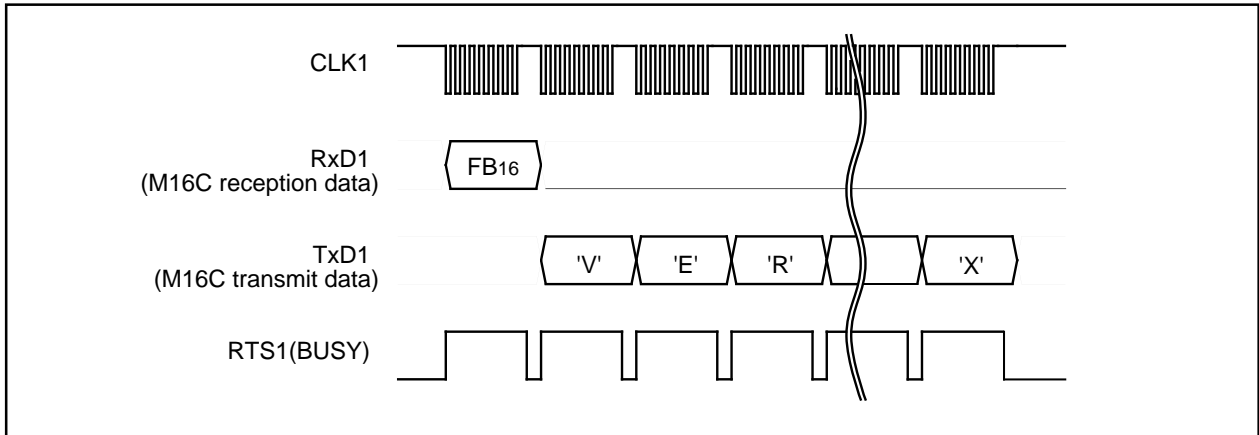 CLK1
RxD1
(M16C reception data)
FB16
TxD1
(M16C transmit data)
'V'
'E'
'R'
'X'
RTS1(BUSY)